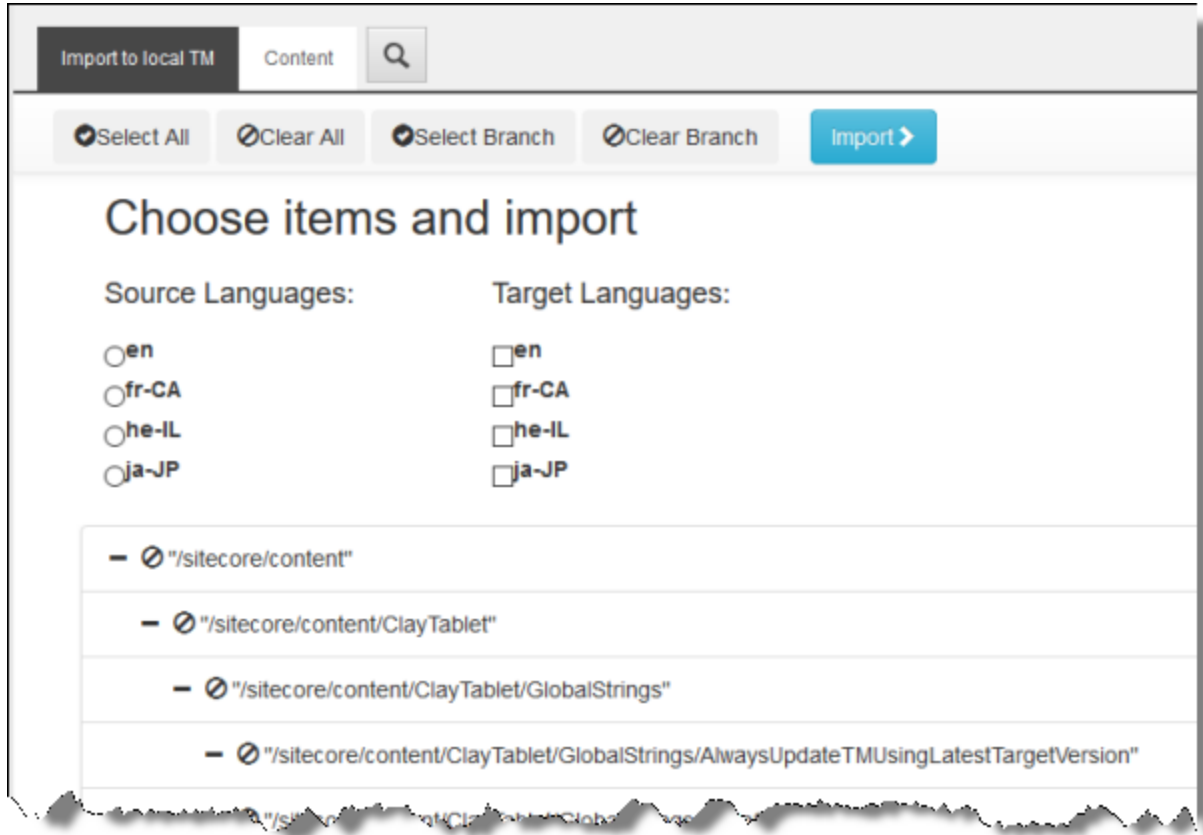 Import to local TM Content
Select All Clear All Select Branch Clear Branch Import
Choose items and import
Source Languages: Target Languages:
en en
fr-CA fr-CA
he-IL he-IL
ja-JP ja-JP
"/sitecore/content"
"/sitecore/content/ClayTablet"
"/sitecore/content/ClayTablet/GlobalStrings"
"/sitecore/content/ClayTablet/GlobalStrings/AlwaysUpdateTMUsingLatestTargetVersion"